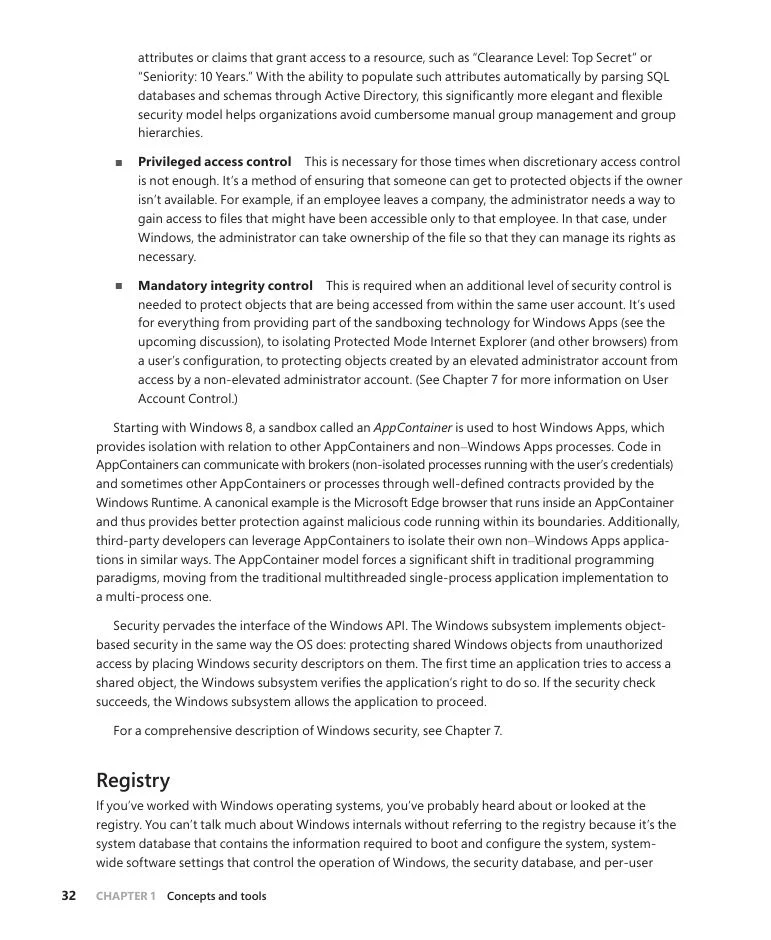 attributes or claims that grant access to a resource, such as “Clearance Level: Top Secret” or
“Seniority: 10 Years.” With the ability to populate such attributes automatically by parsing SQL
databases and schemas through Active Directory, this significantly more elegant and flexible
security model helps organizations avoid cumbersome manual group management and group
hierarchies.
■ Privileged access control This is necessary for those times when discretionary access control
is not enough. It’s a method of ensuring that someone can get to protected objects if the owner
isn’t available. For example, if an employee leaves a company, the administrator needs a way to
gain access to files that might have been accessible only to that employee. In that case, under
Windows, the administrator can take ownership of the file so that they can manage its rights as
necessary.
■ Mandatory integrity control This is required when an additional level of security control is
needed to protect objects that are being accessed from within the same user account. It’s used
for everything from providing part of the sandboxing technology for Windows Apps (see the
upcoming discussion), to isolating Protected Mode Internet Explorer (and other browsers) from
a user’s configuration, to protecting objects created by an elevated administrator account from
access by a non-elevated administrator account. (See Chapter 7 for more information on User
Account Control.)
Starting with Windows 8, a sandbox called an AppContainer is used to host Windows Apps, which
provides isolation with relation to other AppContainers and non–Windows Apps processes. Code in
AppContainers can communicate with brokers (non-isolated processes running with the user’s credentials)
and sometimes other AppContainers or processes through well-defined contracts provided by the
Windows Runtime. A canonical example is the Microsoft Edge browser that runs inside an AppContainer
and thus provides better protection against malicious code running within its boundaries. Additionally,
third-party developers can leverage AppContainers to isolate their own non–Windows Apps applica-
tions in similar ways. The AppContainer model forces a significant shift in traditional programming
paradigms, moving from the traditional multithreaded single-process application implementation to
a multi-process one.
Security pervades the interface of the Windows API. The Windows subsystem implements object-
based security in the same way the OS does: protecting shared Windows objects from unauthorized
access by placing Windows security descriptors on them. The first time an application tries to access a
shared object, the Windows subsystem verifies the application’s right to do so. If the security check
succeeds, the Windows subsystem allows the application to proceed.
For a comprehensive description of Windows security, see Chapter 7.
Registry
If you’ve worked with Windows operating systems, you’ve probably heard about or looked at the
registry. You can’t talk much about Windows internals without referring to the registry because it’s the
system database that contains the information required to boot and configure the system, system-
wide software settings that control the operation of Windows, the security database, and per-user
32 CHAPTER 1 Concepts and tools